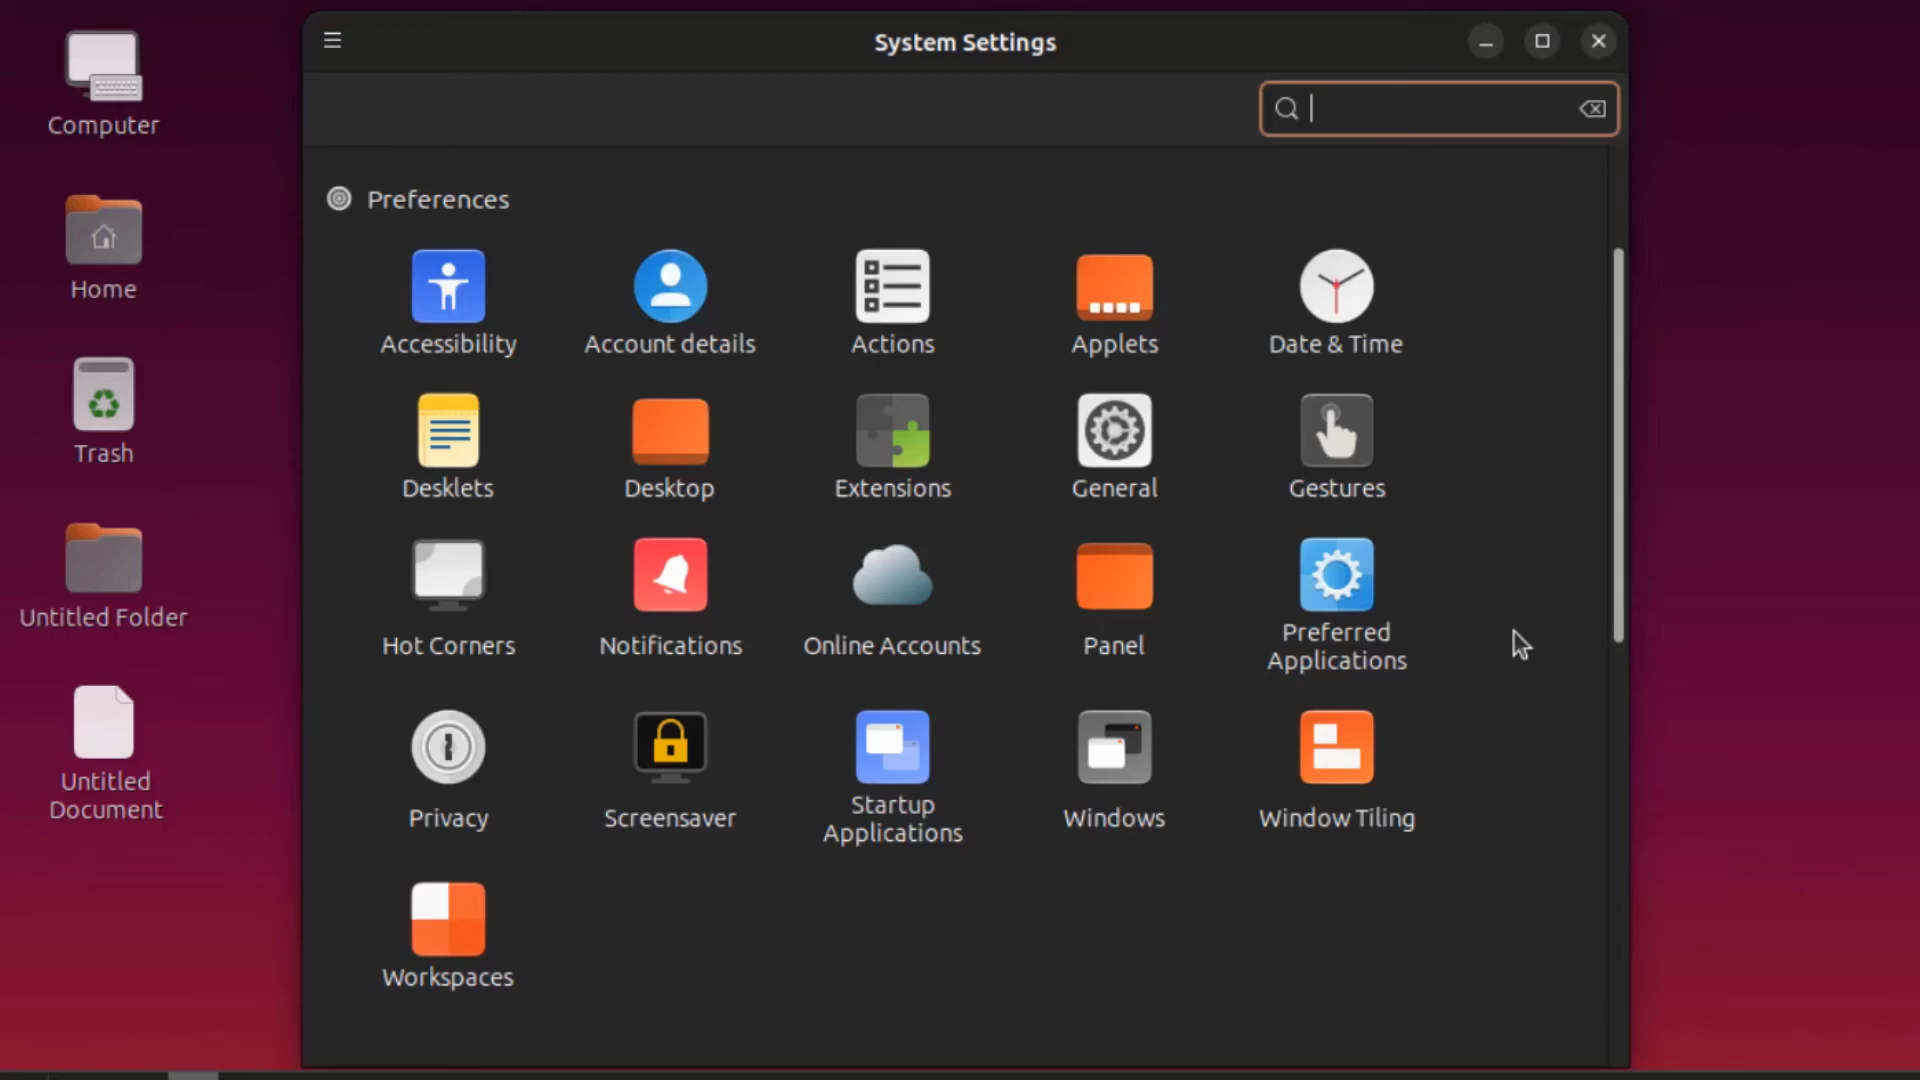 System Settings
Computer
Home
Trash
Untitled Folder
Untitled
Document
Preferences
Accessibility
Account details
Actions
Applets
Date & Time
Desklets
Desktop
Extensions
General
Gestures
Hot Corners
Notifications
Online Accounts
Panel
Preferred
Applications
Privacy
Screensaver
Startup
Applications
Windows
Window Tiling
Workspaces